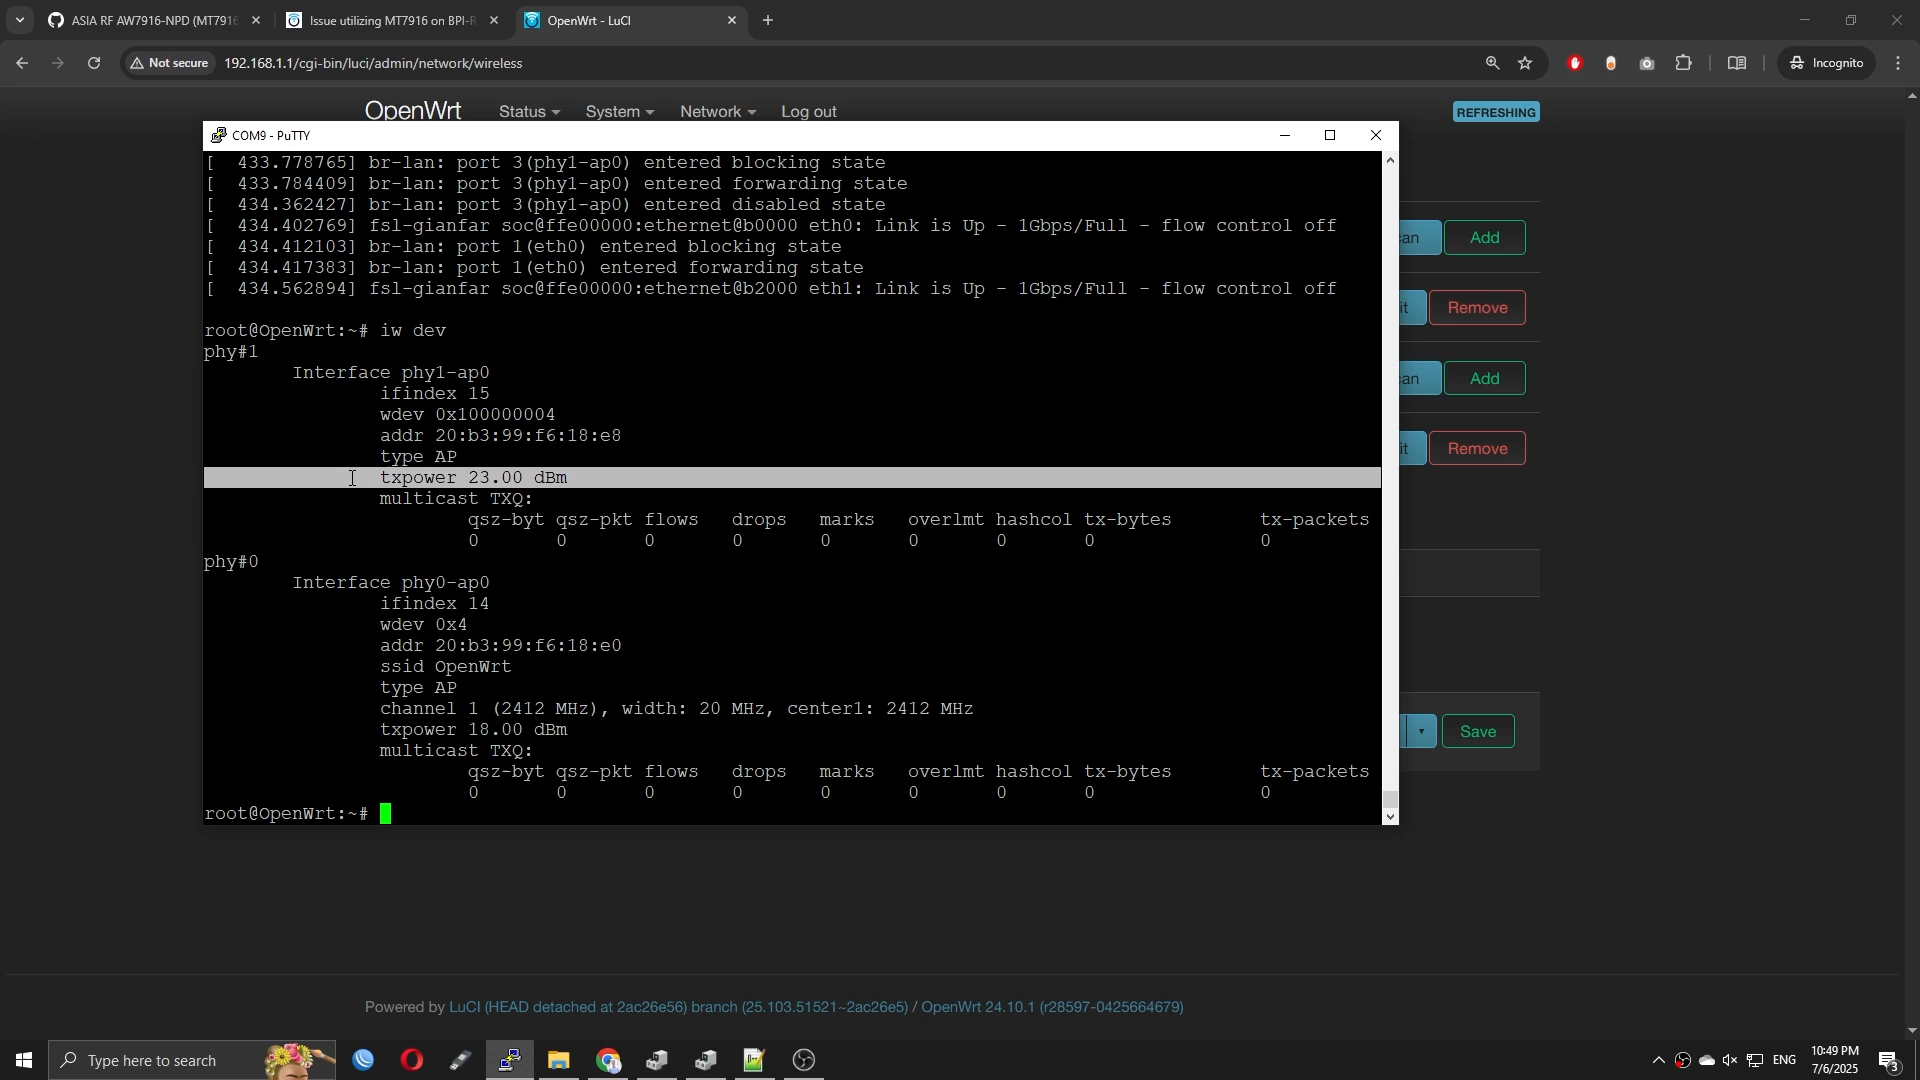 ASIA RF AW7916-NPD (MT7916
Issue utilizing MT7916 on BPI-R
OpenWrt - LuCI
Not secure
192.168.1.1/cgi-bin/luci/admin/network/wireless
Incognito
OpenWrt
Status
System
Network
Log out
REFRESHING
COM9 - PuTTY
[  433.778765] br-lan: port 3(phy1-ap0) entered blocking state
[  433.784409] br-lan: port 3(phy1-ap0) entered forwarding state
[  434.362427] br-lan: port 3(phy1-ap0) entered disabled state
[  434.402769] fsl-gianfar soc@ffe00000:ethernet@b0000 eth0: Link is Up - 1Gbps/Full - flow control off
[  434.412103] br-lan: port 1(eth0) entered blocking state
[  434.417383] br-lan: port 1(eth0) entered forwarding state
[  434.562894] fsl-gianfar soc@ffe00000:ethernet@b2000 eth1: Link is Up - 1Gbps/Full - flow control off
root@OpenWrt:~# iw dev
phy#1
Interface phy1-ap0
ifindex 15
wdev 0x100000004
addr 20:b3:99:f6:18:e8
type AP
txpower 23.00 dBm
multicast TXQ:
qsz-byt qsz-pkt flows drops marks overlmt hashcol tx-bytes tx-packets
0 0 0 0 0 0 0 0 0
phy#0
Interface phy0-ap0
ifindex 14
wdev 0x4
addr 20:b3:99:f6:18:e0
ssid OpenWrt
type AP
channel 1 (2412 MHz), width: 20 MHz, center1: 2412 MHz
txpower 18.00 dBm
multicast TXQ:
qsz-byt qsz-pkt flows drops marks overlmt hashcol tx-bytes tx-packets
0 0 0 0 0 0 0 0 0
root@OpenWrt:~#
can
Add
it
Remove
can
Add
it
Remove
Save
Powered by LuCI (HEAD detached at 2ac26e56) branch (25.103.51521~2ac26e5) / OpenWrt 24.10.1 (r28597-0425664679)
Type here to search
ENG
10:49 PM
7/6/2025
3